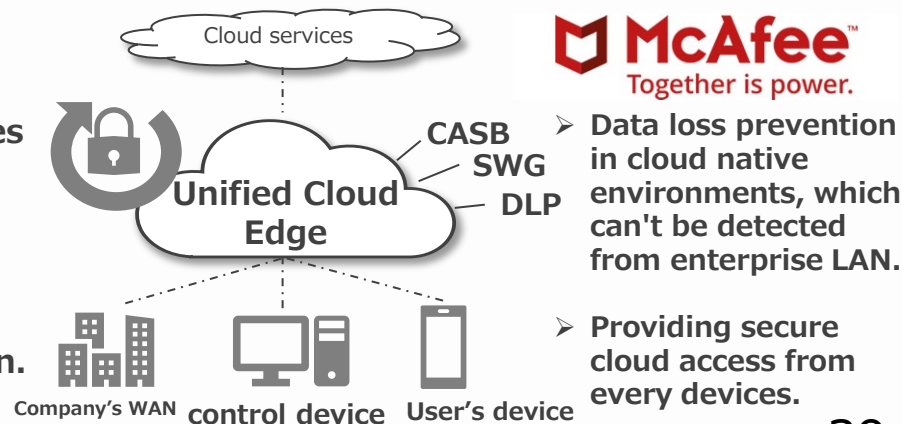 Cloud services
McAfee™
Together is power.
es
CASB
SWG
DLP
Unified Cloud
Edge
➢ Data loss prevention
in cloud native
environments, which
can't be detected
from enterprise LAN.
➢ Providing secure
cloud access from
every devices.
n.
Company's WAN
control device
User's device